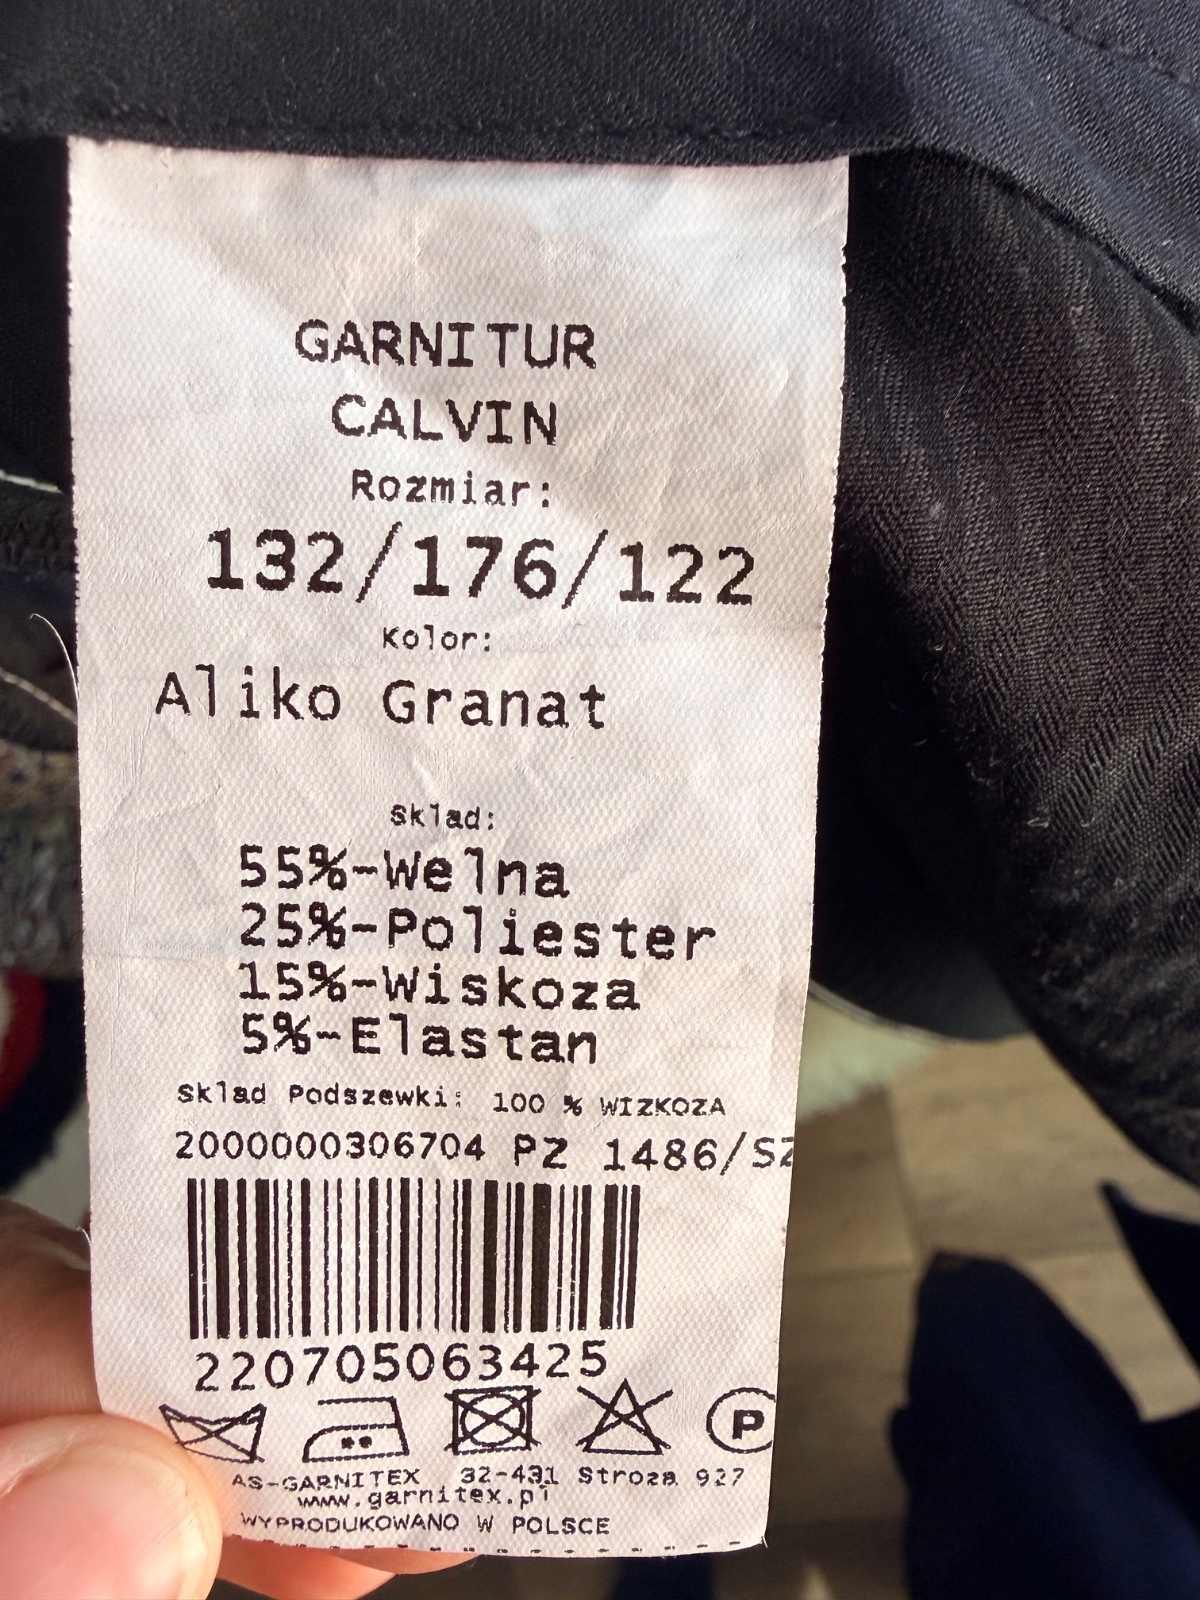 GARNITUR
CALVIN
Rozmiar:
132/176/122
Kolor:
Aliko Granat
Sklad:
55%-Welna
25%-Poliester
15%-Wiskoza
5%-Elastan
Sklad Podszewki: 100 % WIZKOZA
2000000306704 PZ 1486/SZ
220705063425
P
AS-GARNITEX 32-431 Stroza 927
www.garnitex.pl
WYPRODUKOWANO W POLSCE